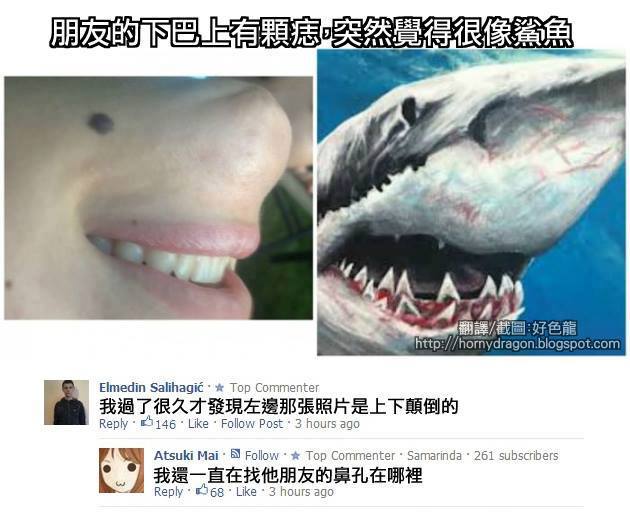 朋友的下巴上有顆痣,突然覺得很像鯊魚
翻譯/截圖:好色龍
http://hornydragon.blogspot.com
Elmedin Salihagić · ★ Top Commenter
我過了很久才發現左邊那張照片是上下顛倒的
Reply · 146 · Like · Follow Post · 3 hours ago
Atsuki Mai · Follow · ★ Top Commenter · Samarinda · 261 subscribers
我還一直在找他朋友的鼻孔在哪裡
Reply · 68 · Like · 3 hours ago